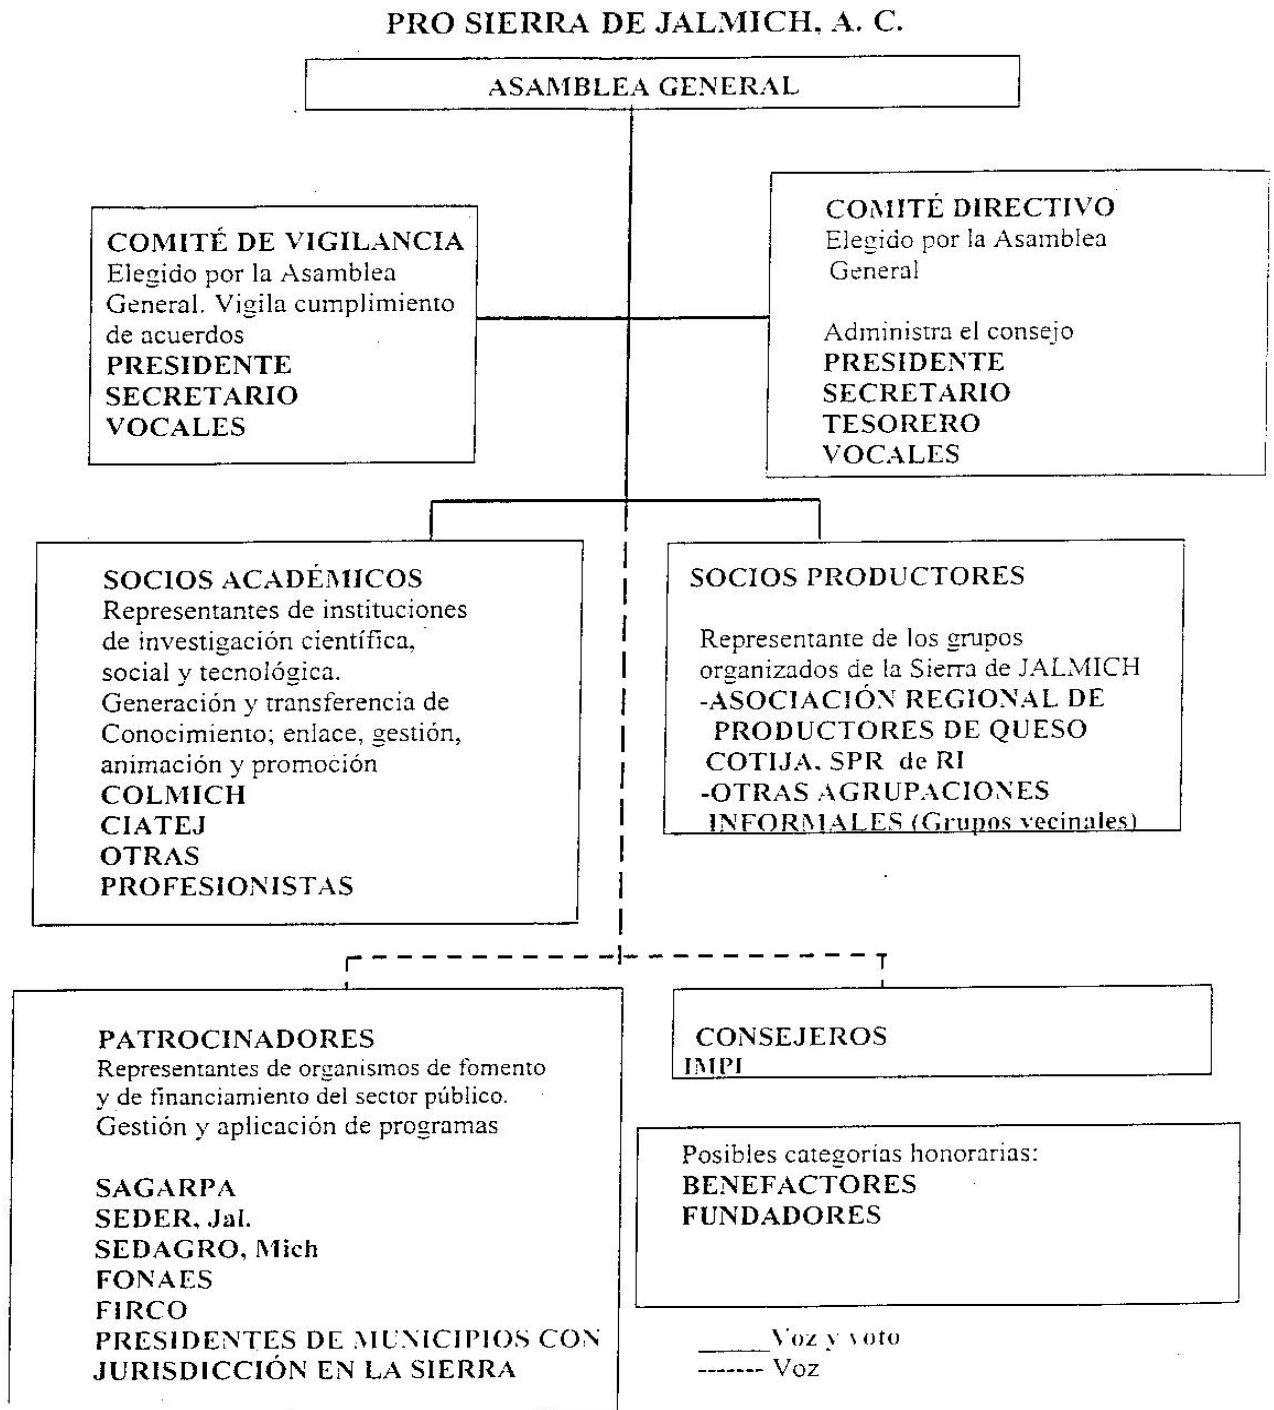 PRO SIERRA DE JALMICH, A. C.
ASAMBLEA GENERAL
COMITÉ DE VIGILANCIA
Elegido por la Asamblea
General. Vigila cumplimiento
de acuerdos
PRESIDENTE
SECRETARIO
VOCALES
COMITÉ DIRECTIVO
Elegido por la Asamblea
General
Administra el consejo
PRESIDENTE
SECRETARIO
TESORERO
VOCALES
SOCIOS ACADÉMICOS
Representantes de instituciones
de investigación científica,
social y tecnológica.
Generación y transferencia de
Conocimiento; enlace, gestión,
animación y promoción
COLMICH
CIATEJ
OTRAS
PROFESIONISTAS
SOCIOS PRODUCTORES
Representante de los grupos
organizados de la Sierra de JALMICH
-ASOCIACIÓN REGIONAL DE
PRODUCTORES DE QUESO
COTIJA. SPR de RI
-OTRAS AGRUPACIONES
INFORMALES (Grupos vecinales)
PATROCINADORES
Representantes de organismos de fomento
y de financiamiento del sector público.
Gestión y aplicación de programas
SAGARPA
SEDER, Jal.
SEDAGRO, Mich
FONAES
FIRCO
PRESIDENTES DE MUNICIPIOS CON
JURISDICCIÓN EN LA SIERRA
CONSEJEROS
IMPI
Posibles categorías honorarias:
BENEFACTORES
FUNDADORES
______Voz y voto
------- Voz